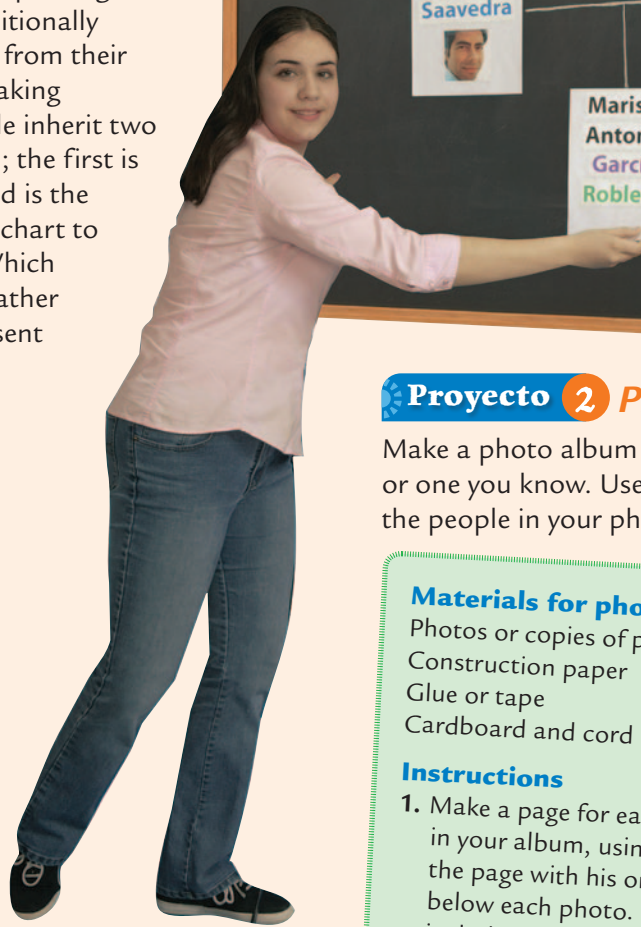 itionally
from their
aking
le inherit two
; the first is
d is the
chart to
Which
ather
sent
Saavedra
Maris
Anton
Garc
Roble
Proyecto 2 P
Make a photo album
or one you know. Use
the people in your ph
Materials for pho
Photos or copies of p
Construction paper
Glue or tape
Cardboard and cord
Instructions
1. Make a page for ea
in your album, usin
the page with his or
below each photo.